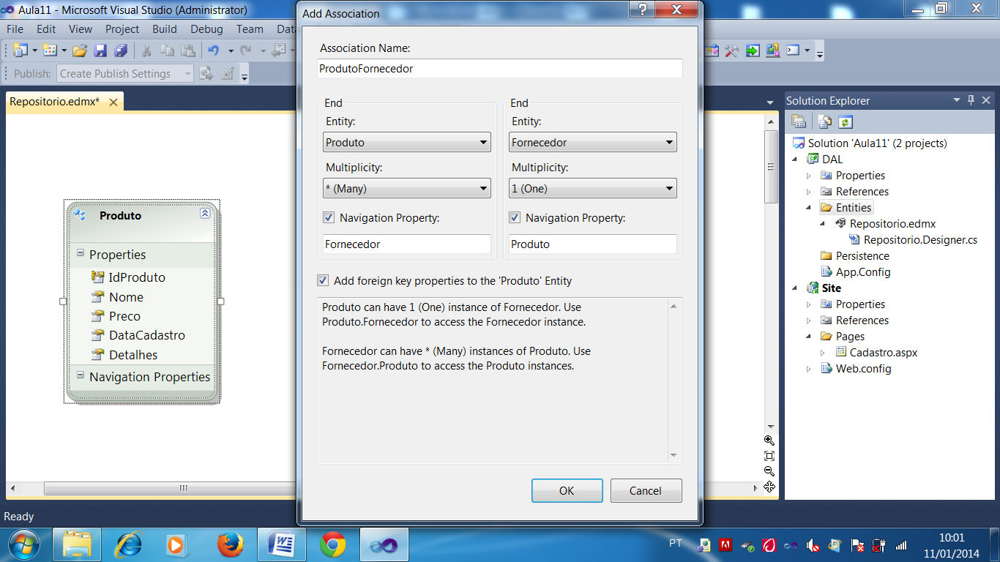 Aula11 - Microsoft Visual Studio (Administrator)
File Edit View Project Build Debug Team Data
Publish: Create Publish Settings
Repositorio.edmx*
Produto
Properties
IdProduto
Nome
Preco
DataCadastro
Detalhes
Navigation Properties
Add Association
Association Name:
ProdutoFornecedor
End
Entity:
Produto
Multiplicity:
* (Many)
Navigation Property:
Fornecedor
End
Entity:
Fornecedor
Multiplicity:
1 (One)
Navigation Property:
Produto
Add foreign key properties to the 'Produto' Entity
Produto can have 1 (One) instance of Fornecedor. Use
Produto.Fornecedor to access the Fornecedor instance.
Fornecedor can have * (Many) instances of Produto. Use
Fornecedor.Produto to access the Produto instances.
OK Cancel
Solution Explorer
Solution 'Aula11' (2 projects)
DAL
Properties
References
Entities
Repositorio.edmx
Repositorio.Designer.cs
Persistence
App.Config
Site
Properties
References
Pages
Cadastro.aspx
Web.config
Ready
PT
10:01
11/01/2014